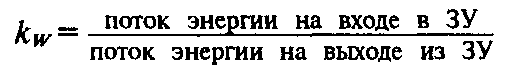 k_W = поток энергии на входе в ЗУ
поток энергии на выходе из ЗУ